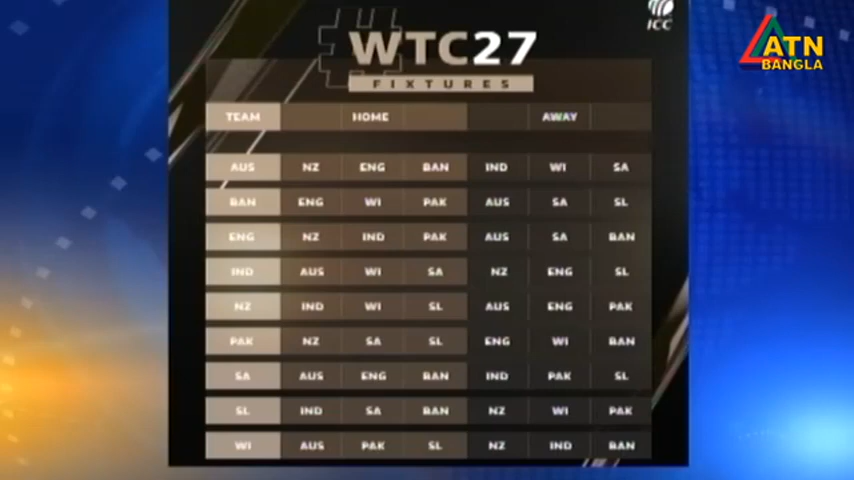 ICC
# WTC27
FIXTURES
ATN
BANGLA
TEAM HOME AWAY
AUS NZ ENG BAN IND WI SA
BAN ENG WI PAK AUS SA SL
ENG NZ IND PAK AUS SA BAN
IND AUS WI SA NZ ENG SL
NZ IND WI SL AUS ENG PAK
PAK NZ SA SL ENG WI BAN
SA AUS ENG BAN IND PAK SL
SL IND SA BAN NZ WI PAK
WI AUS PAK SL NZ IND BAN